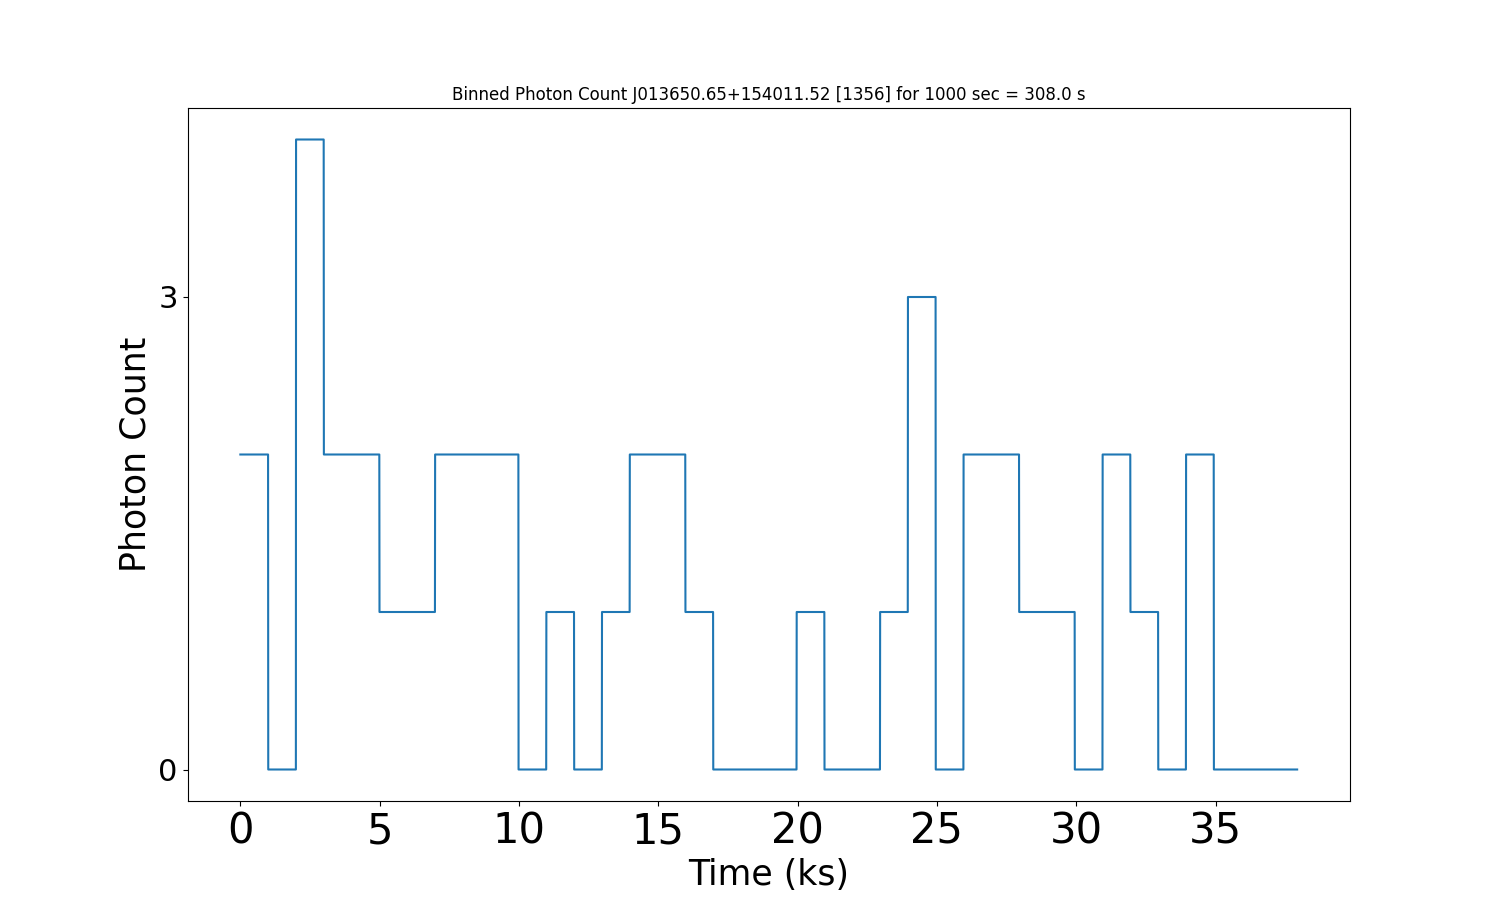 Binned Photon Count J013650.65+154011.52 [1356] for 1000 sec = 308.0 s
3
0
Photon Count
0 5 10 15 20 25 30 35
Time (ks)